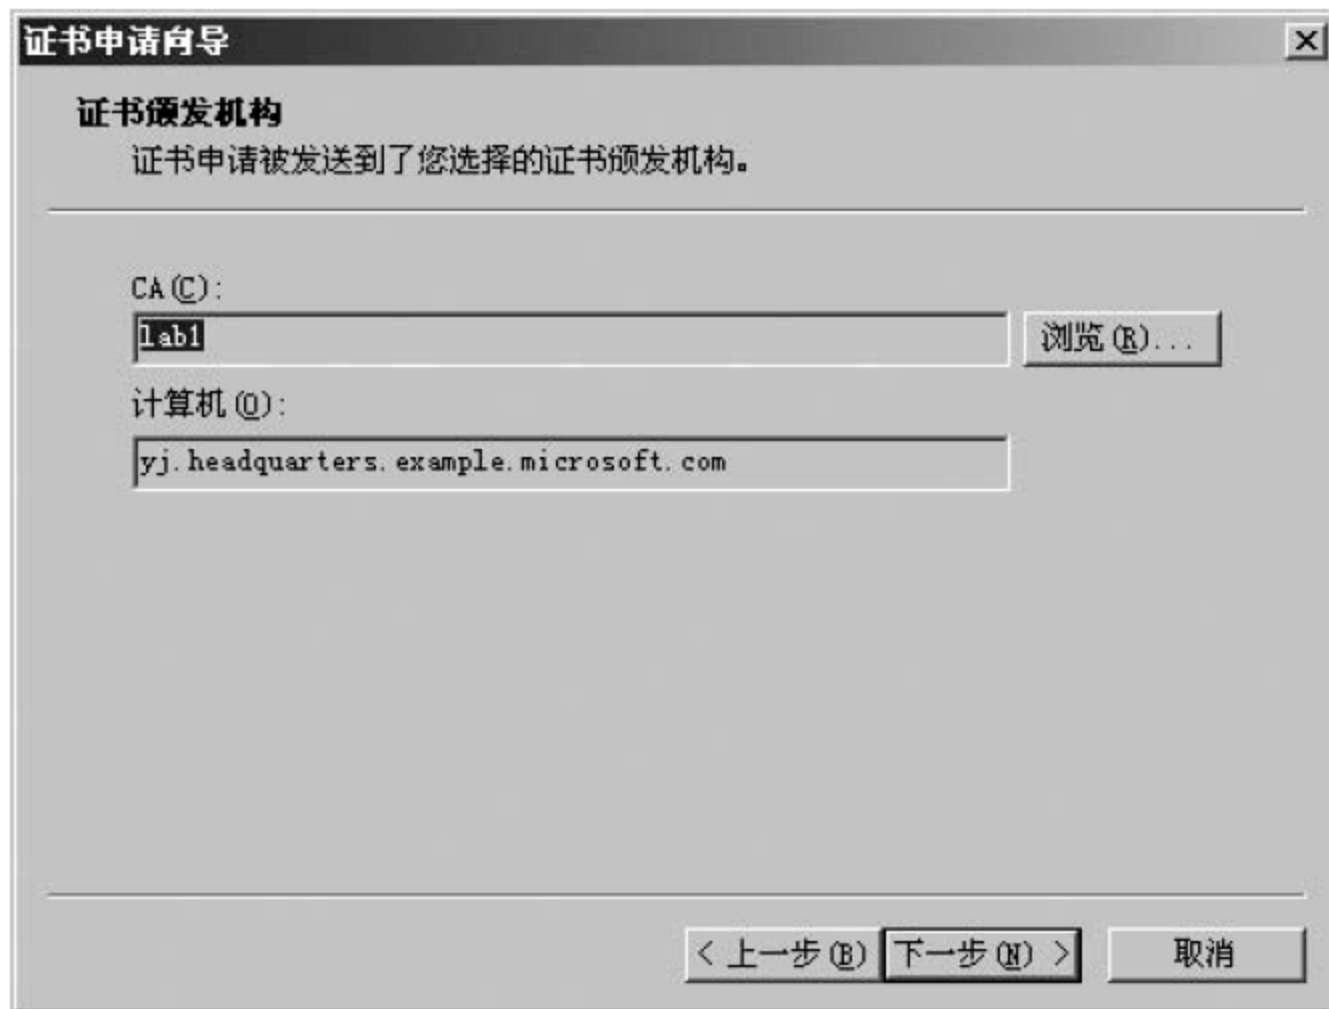 证书申请向导
证书颁发机构
证书申请被发送到了您选择的证书颁发机构。
CA(C):
lab1
浏览(R)...
计算机(O):
yj.headquarters.example.microsoft.com
< 上一步(B)
下一步(N) >
取消